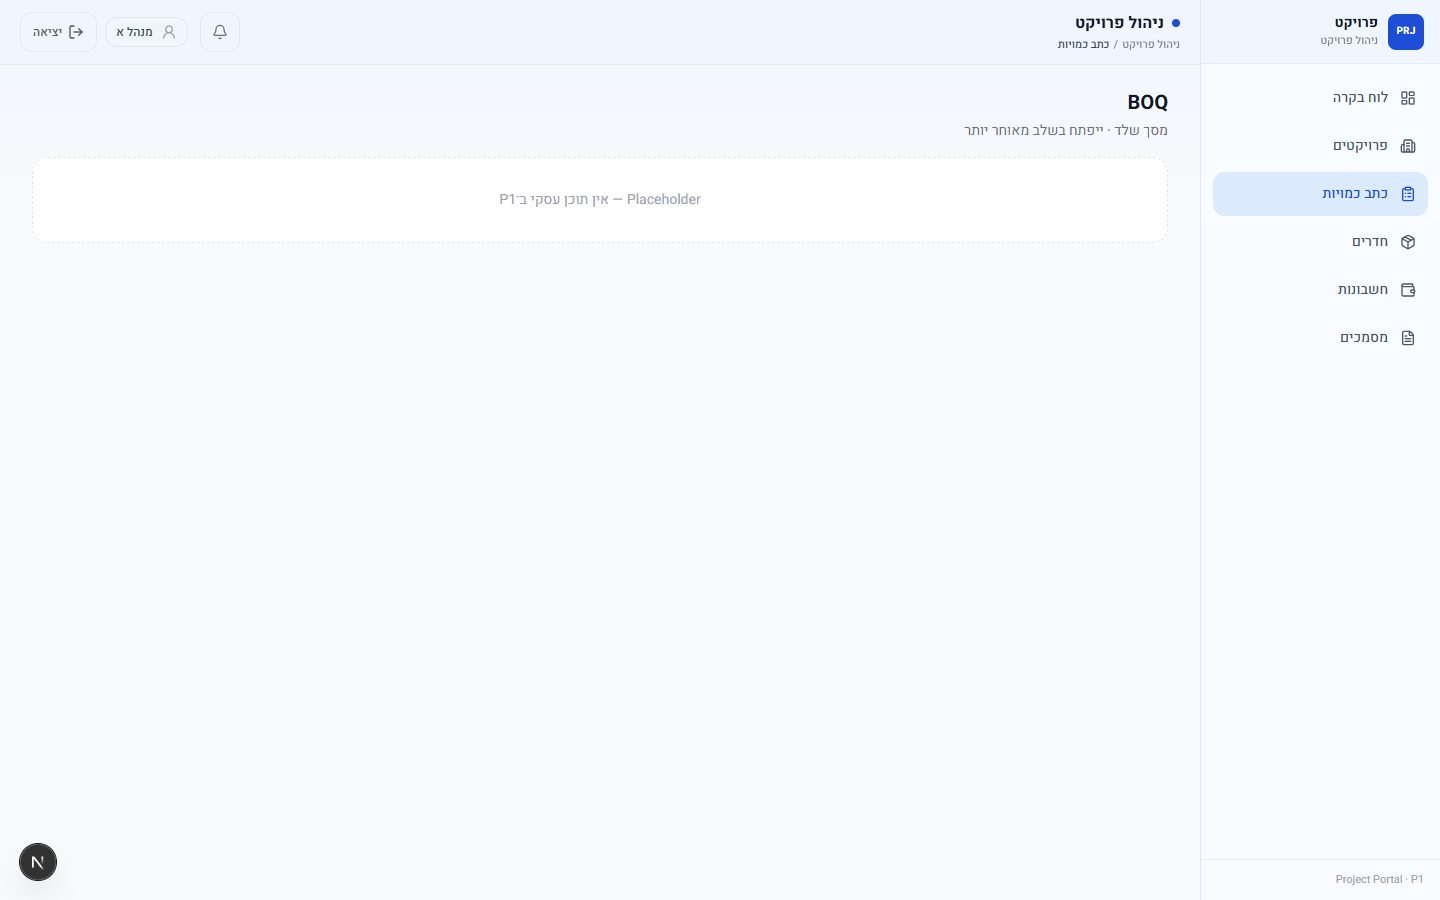 PRJ
פרויקט
ניהול פרויקט
לוח בקרה
פרויקטים
כתב כמויות
חדרים
חשבונות
מסמכים
Project Portal · P1
ניהול פרויקט
ניהול פרויקט / כתב כמויות
מנהל א
יציאה
BOQ
מסך שלד · ייפתח בשלב מאוחר יותר
Placeholder — אין תוכן עסקי ב־P1
N